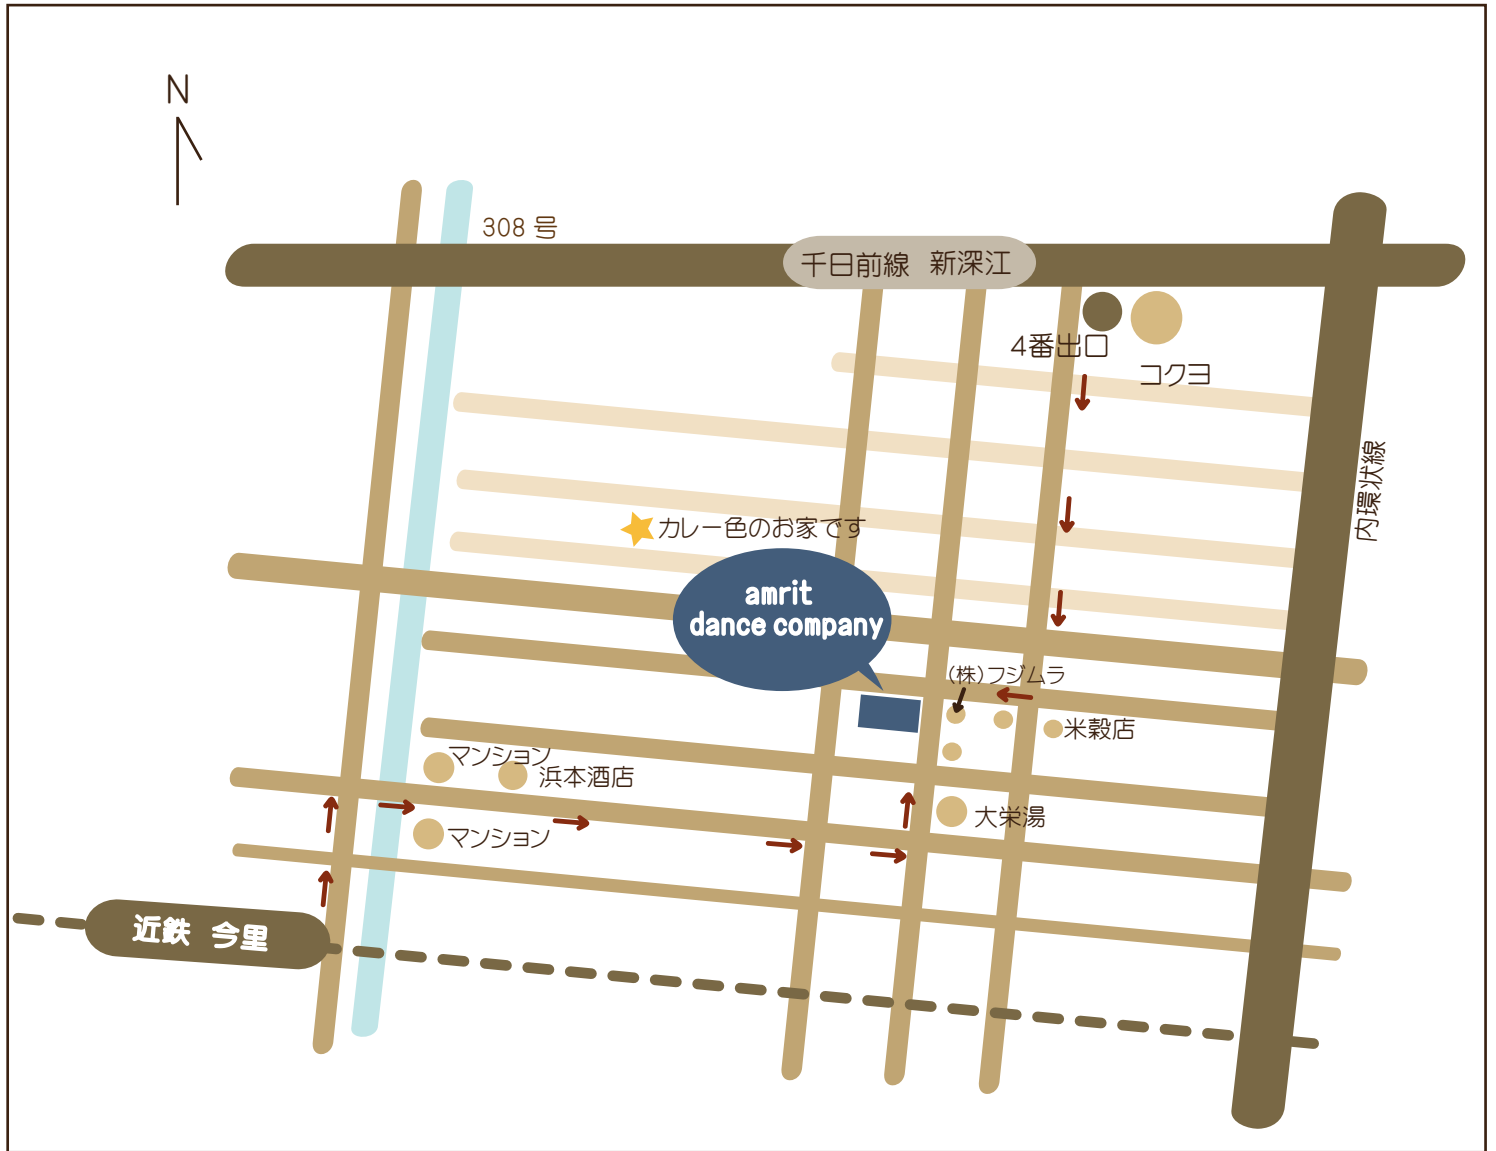 N
308 号
千日前線 新深江
4番出口
コクヨ
内環状線
カレー色のお家です
amrit
dance company
(株)フジムラ
米穀店
マンション
浜本酒店
大栄湯
マンション
近鉄 今里